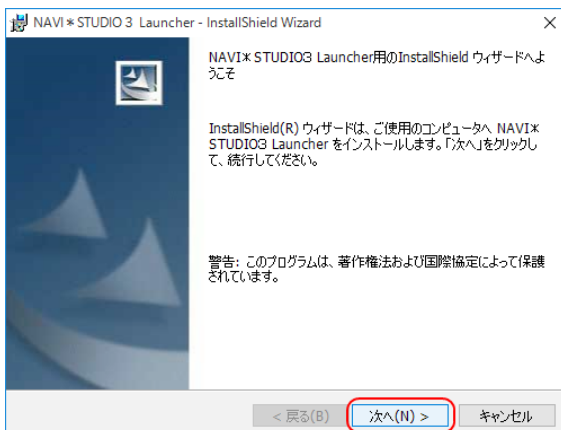 NAVI＊STUDIO 3 Launcher - InstallShield Wizard
NAVI＊STUDIO3 Launcher用のInstallShield ウィザードへよ
うこそ
InstallShield(R) ウィザードは、ご使用のコンピュータへ NAVI＊
STUDIO3 Launcher をインストールします。「次へ」をクリックし
て、続行してください。
警告: このプログラムは、著作権法および国際協定によって保護
されています。
< 戻る(B)
次へ(N) >
キャンセル